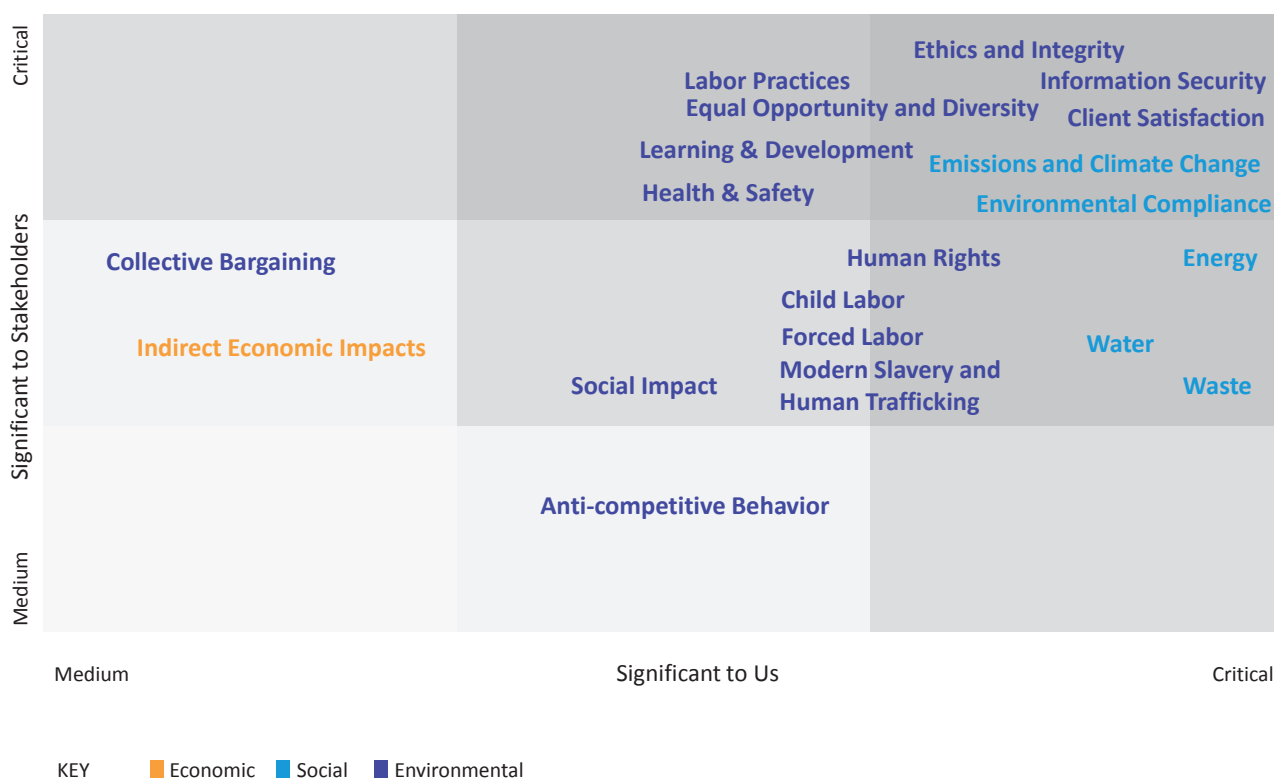 Critical
Significant to Stakeholders
Medium
Ethics and Integrity
Labor Practices
Information Security
Equal Opportunity and Diversity
Client Satisfaction
Learning & Development
Emissions and Climate Change
Health & Safety
Environmental Compliance
Collective Bargaining
Human Rights
Energy
Child Labor
Indirect Economic Impacts
Forced Labor
Water
Modern Slavery and
Human Trafficking
Social Impact
Waste
Anti-competitive Behavior
Medium
Significant to Us
Critical
KEY
Economic
Social
Environmental